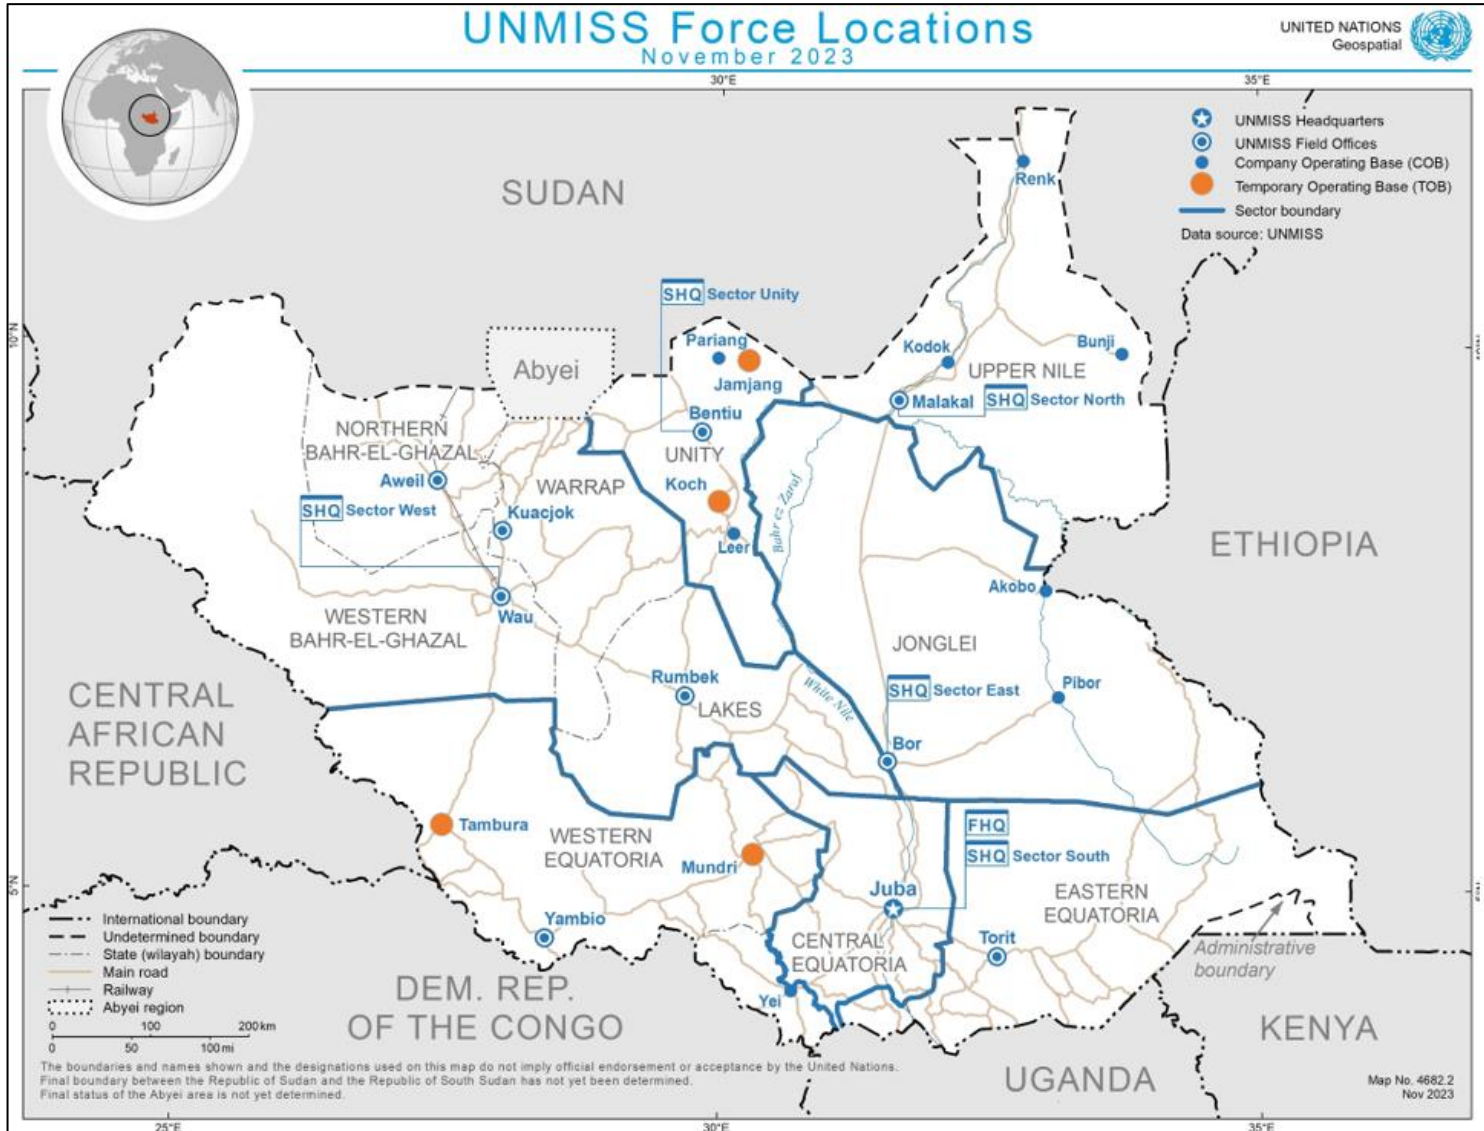 UNMISS Force Locations
November 2023
UNITED NATIONS
Geospatial
30°E
35°E
UNMISS Headquarters
UNMISS Field Offices
Company Operating Base (COB)
Temporary Operating Base (TOB)
Sector boundary
Data source: UNMISS
SUDAN
Renk
SHQ Sector Unity
10°N
Pariang
Jamjang
Abyei
Kodok
Bunji
UPPER NILE
Malakal
SHQ Sector North
Bentiu
UNITY
NORTHERN
BAHR-EL-GHAZAL
Aweil
WARRAP
Koch
SHQ Sector West
Kuacjok
Leer
Bahr ez Zaraf
ETHIOPIA
Akobo
Wau
WESTERN
BAHR-EL-GHAZAL
JONGLEI
Rumbek
LAKES
White Nile
SHQ Sector East
Pibor
CENTRAL
AFRICAN
REPUBLIC
Bor
Tambura
WESTERN
EQUATORIA
Mundri
FHQ
SHQ Sector South
Juba
5°N
EASTERN
EQUATORIA
Yambio
CENTRAL
EQUATORIA
Torit
Administrative
boundary
Yei
DEM. REP.
OF THE CONGO
KENYA
UGANDA
International boundary
Undetermined boundary
State (wilayah) boundary
Main road
Railway
Abyei region
0 100 200 km
0 50 100 mi
The boundaries and names shown and the designations used on this map do not imply official endorsement or acceptance by the United Nations.
Final boundary between the Republic of Sudan and the Republic of South Sudan has not yet been determined.
Final status of the Abyei area is not yet determined.
Map No. 4682.2
Nov 2023
25°E
30°E
35°E